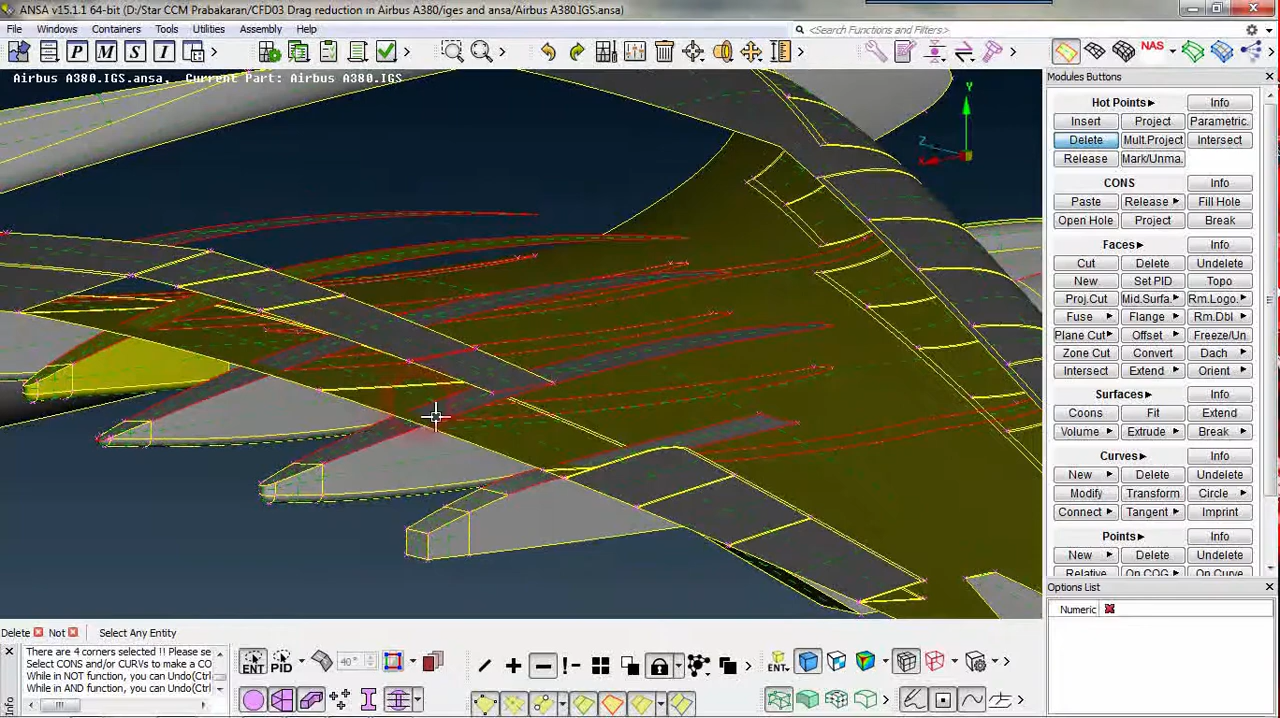 ANSA v15.1.1 64-bit (D:/Star CCM Prabakaran/CFD03 Drag reduction in Airbus A380/iges and ansa/Airbus A380.IGS.ansa)
File Windows Containers Tools Utilities Assembly Help
<Search Functions / Buttons>
P M S I NAS
Airbus A380.IGS.ansa, Current Part: Airbus A380.IGS
Y
Z
X
Modules Buttons
Hot Points Info
Insert Project Parametric.
Delete Mult.Project Intersect
Release Mark/Unma.
CONS Info
Paste Release Fill Hole
Open Hole Project Break
Faces Info
Cut Delete Undelete
New Set PID Topo
Proj.Cut Mid.Surfa. Rm.Logo.
Fuse Flange Rm.Dbl
Plane Cut Offset Freeze/Un
Zone Cut Convert Dach
Intersect Extend Orient
Surfaces Info
Coons Fit Extend
Volume Extrude Break
Curves Info
New Delete Undelete
Modify Transform Circle
Connect Tangent Imprint
Points Info
New Delete Undelete
Relative On COG On Curve
Options List
Numeric
Delete Not Select Any Entity
There are 4 corners selected !! Please se
Select CONS and/or CURVs to make a CO
While in NOT function, you can Undo(Ctrl
While in AND function, you can Undo(Ctrl
Info
ENT PID 40° ENT